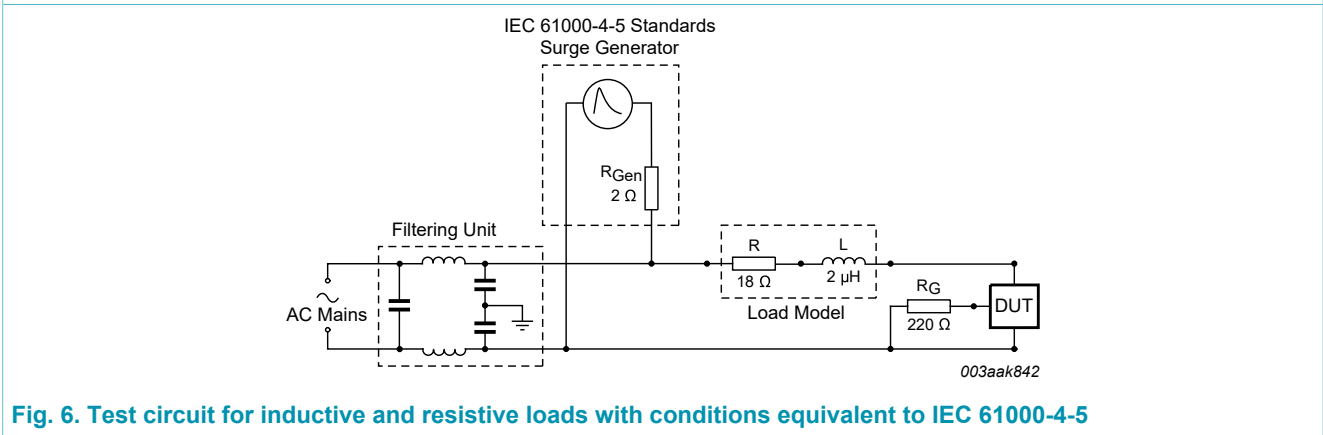 IEC 61000-4-5 Standards
Surge Generator
RGen
2 Ω
Filtering Unit
AC Mains
R
18 Ω
L
2 µH
Load Model
RG
220 Ω
DUT
003aak842
Fig. 6. Test circuit for inductive and resistive loads with conditions equivalent to IEC 61000-4-5